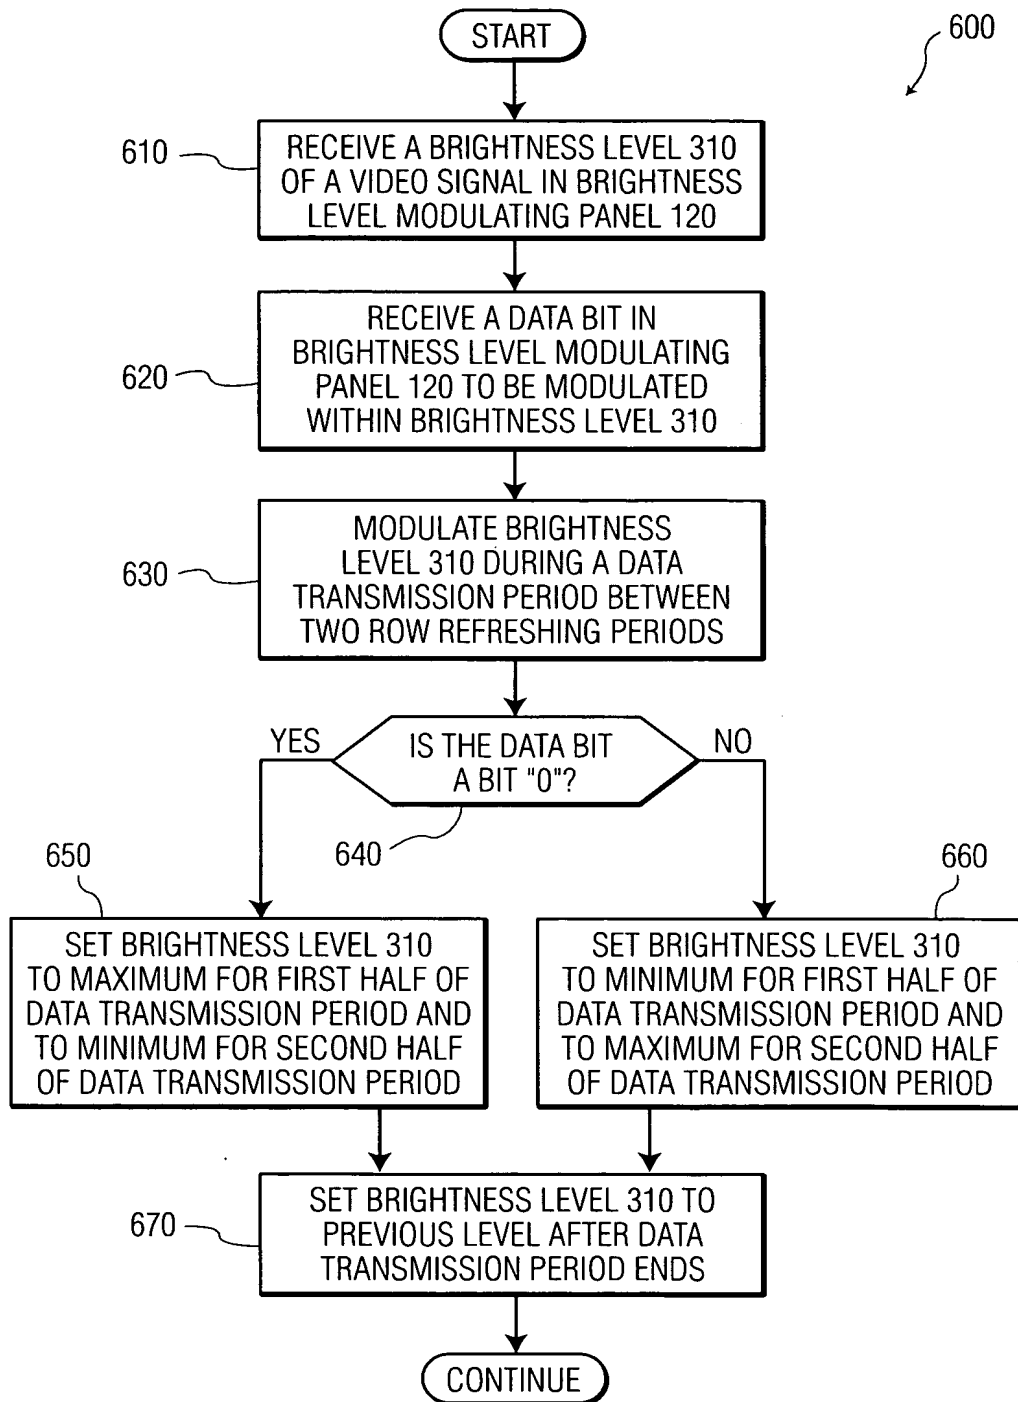 START
600
610
RECEIVE A BRIGHTNESS LEVEL 310
OF A VIDEO SIGNAL IN BRIGHTNESS
LEVEL MODULATING PANEL 120
620
RECEIVE A DATA BIT IN
BRIGHTNESS LEVEL MODULATING
PANEL 120 TO BE MODULATED
WITHIN BRIGHTNESS LEVEL 310
630
MODULATE BRIGHTNESS
LEVEL 310 DURING A DATA
TRANSMISSION PERIOD BETWEEN
TWO ROW REFRESHING PERIODS
YES
IS THE DATA BIT
A BIT "0"?
NO
640
650
SET BRIGHTNESS LEVEL 310
TO MAXIMUM FOR FIRST HALF OF
DATA TRANSMISSION PERIOD AND
TO MINIMUM FOR SECOND HALF
OF DATA TRANSMISSION PERIOD
660
SET BRIGHTNESS LEVEL 310
TO MINIMUM FOR FIRST HALF OF
DATA TRANSMISSION PERIOD AND
TO MAXIMUM FOR SECOND HALF
OF DATA TRANSMISSION PERIOD
670
SET BRIGHTNESS LEVEL 310 TO
PREVIOUS LEVEL AFTER DATA
TRANSMISSION PERIOD ENDS
CONTINUE